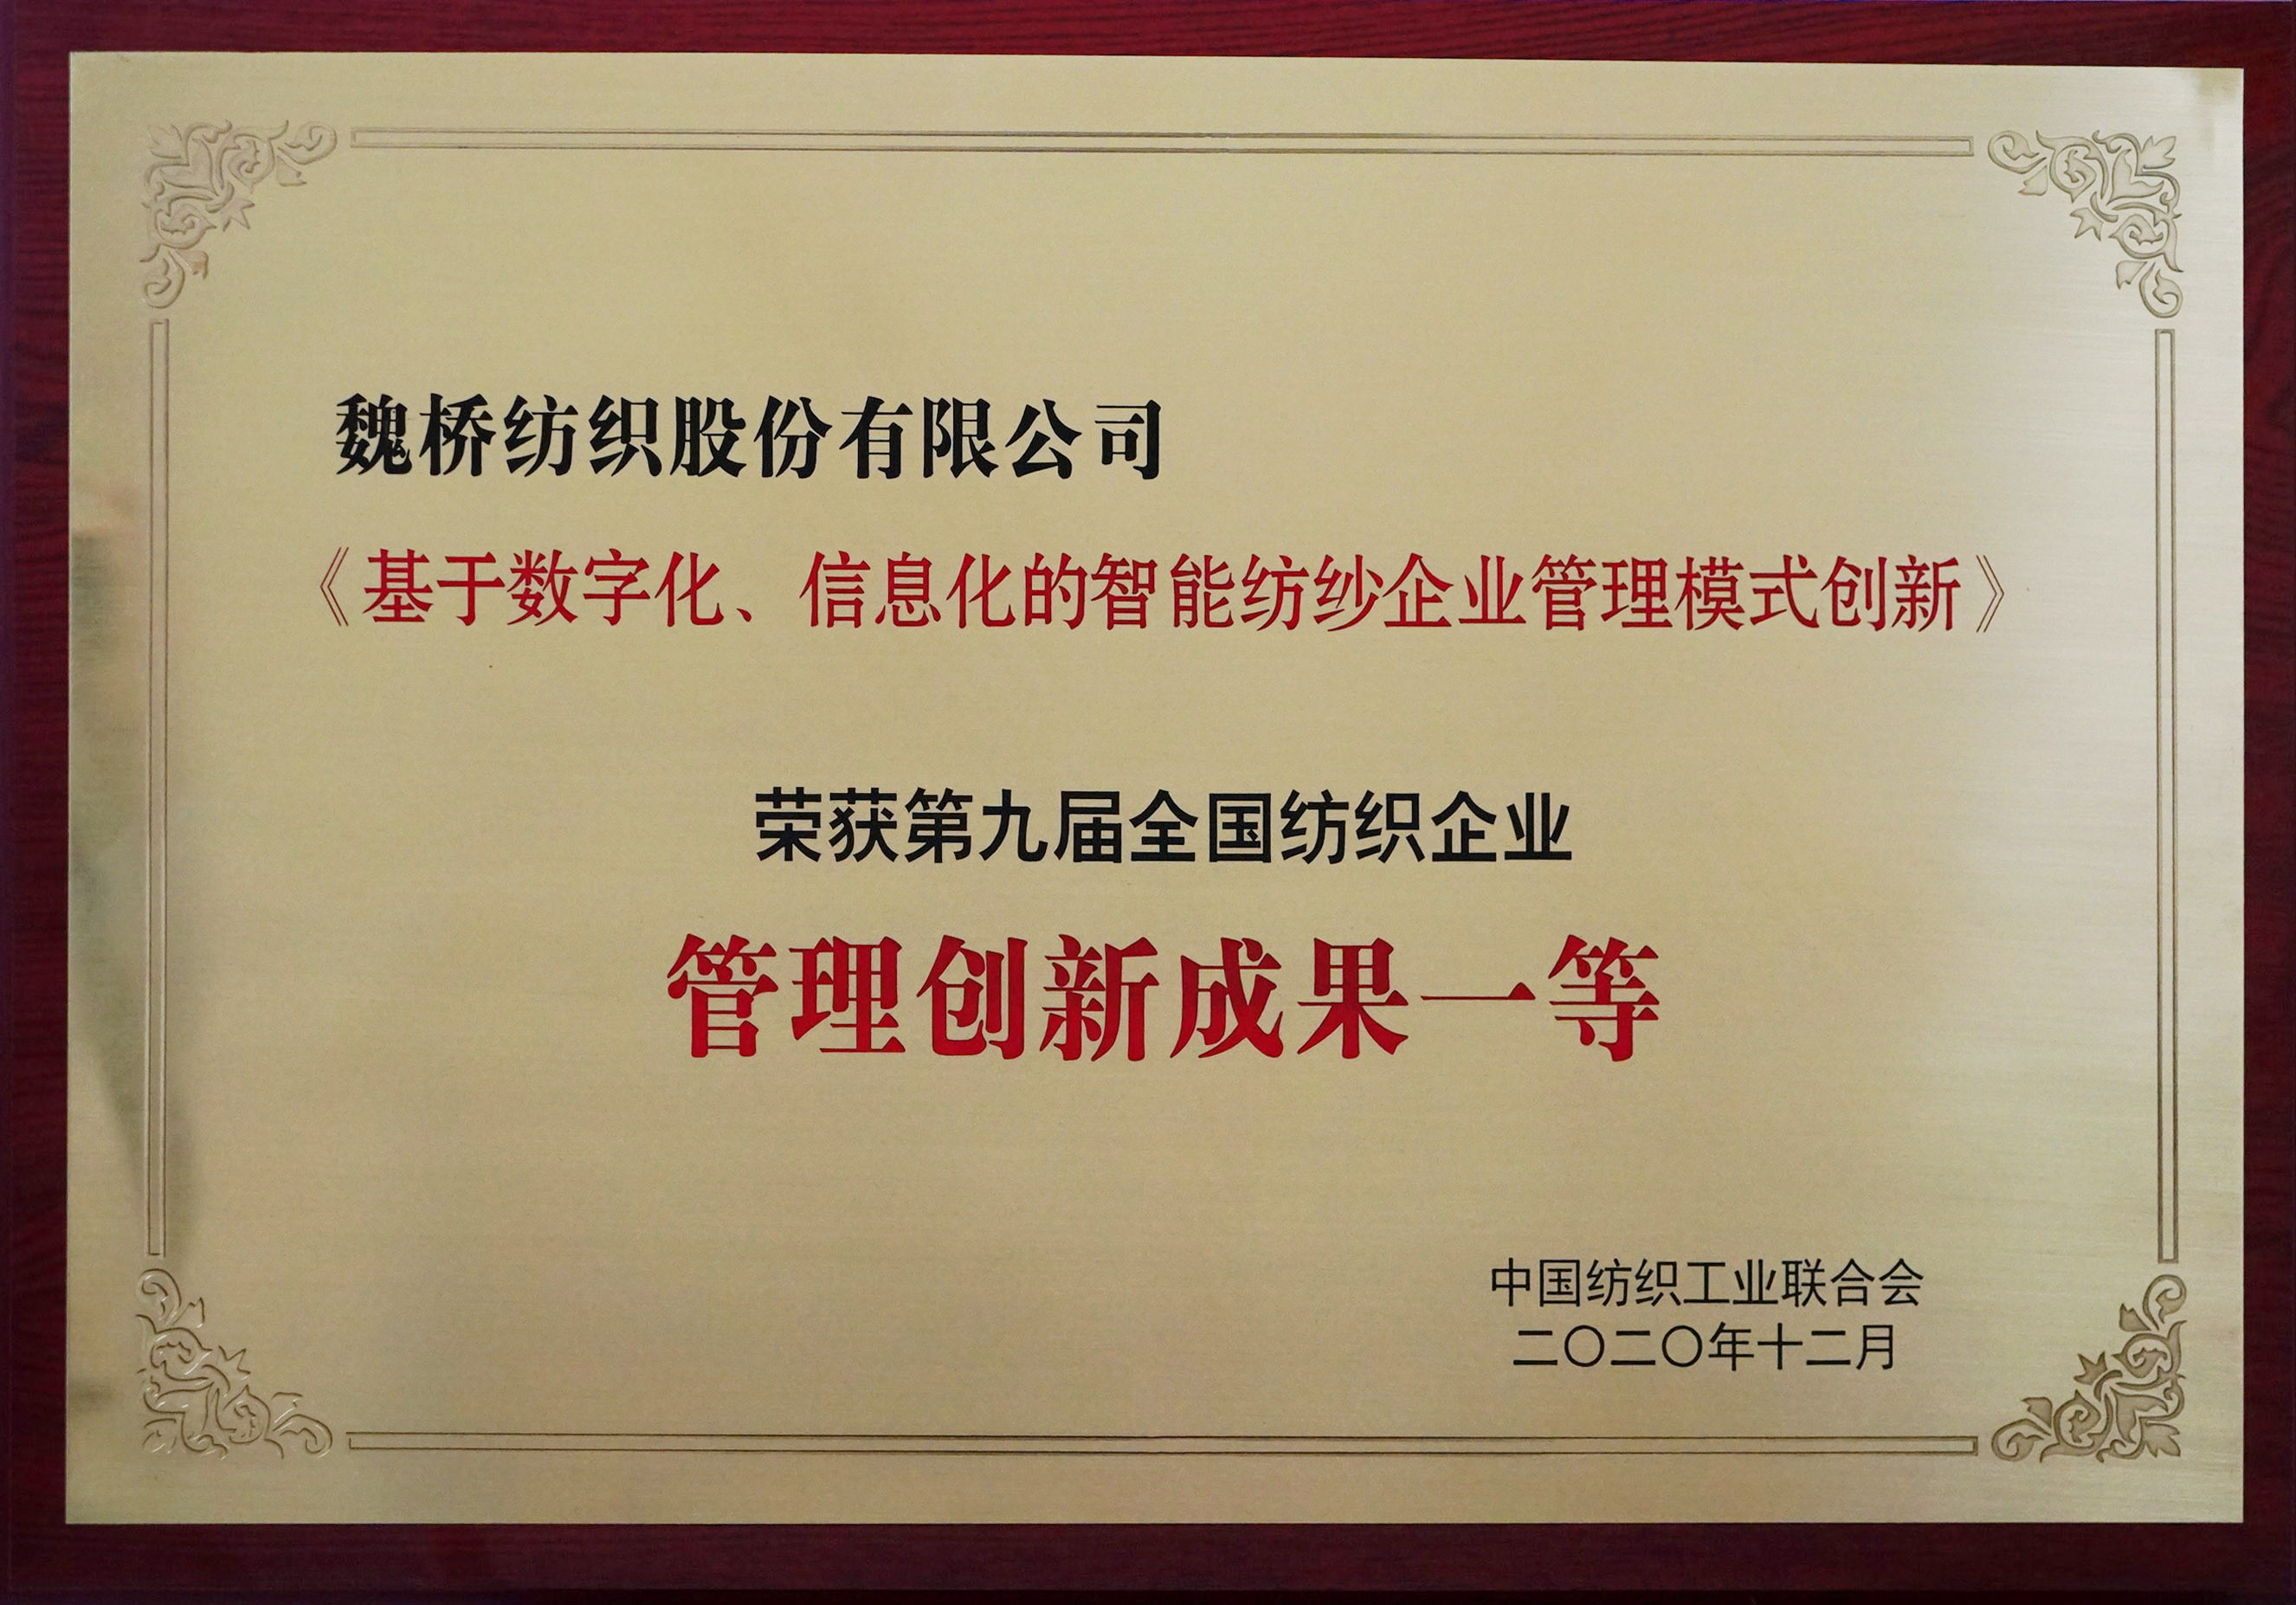 魏桥纺织股份有限公司
《基于数字化、信息化的智能纺纱企业管理模式创新》
荣获第九届全国纺织企业
管理创新成果一等
中国纺织工业联合会
二〇二〇年十二月